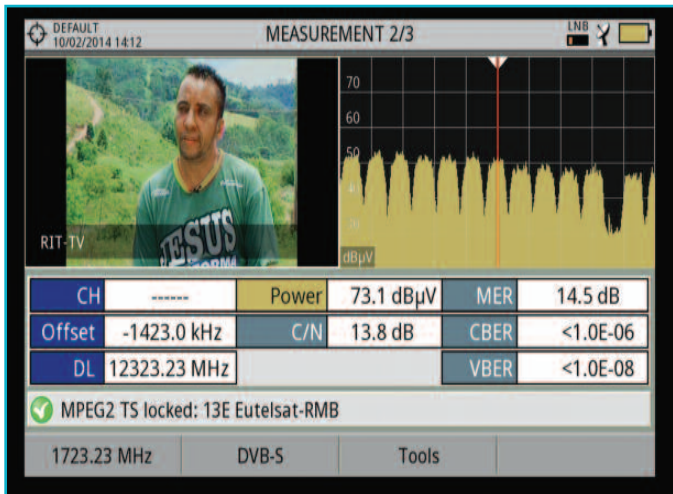 DEFAULT
10/02/2014 14:12
MEASUREMENT 2/3
LNB
RIT-TV
JESUS
70
60
50
dBµV
CH ------ Power 73.1 dBµV MER 14.5 dB
Offset -1423.0 kHz C/N 13.8 dB CBER <1.0E-06
DL 12323.23 MHz VBER <1.0E-08
MPEG2 TS locked: 13E Eutelsat-RMB
1723.23 MHz DVB-S Tools